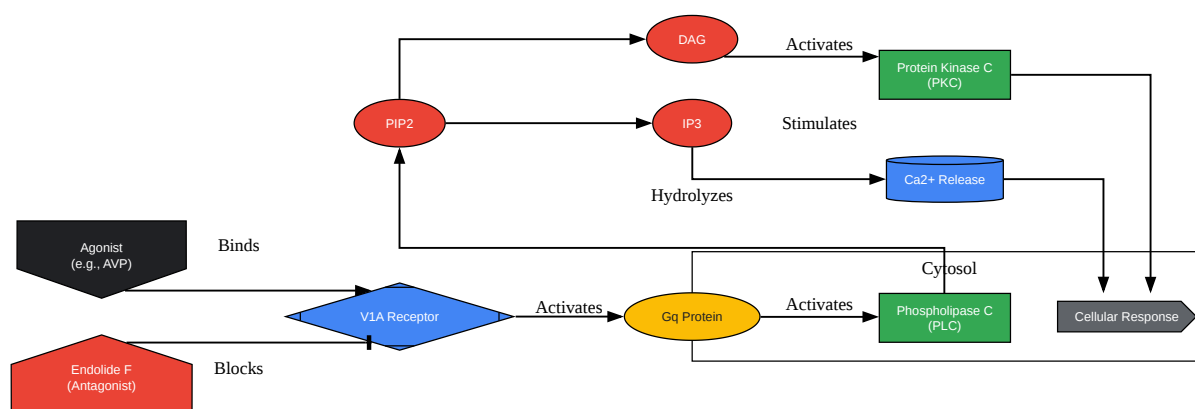 DAG
Activates
Protein Kinase C
(PKC)
PIP2
IP3
Stimulates
Ca2+ Release
Hydrolyzes
Agonist
(e.g., AVP)
Binds
Cytosol
V1A Receptor
Activates
Gq Protein
Activates
Phospholipase C
(PLC)
Cellular Response
Endolide F
(Antagonist)
Blocks